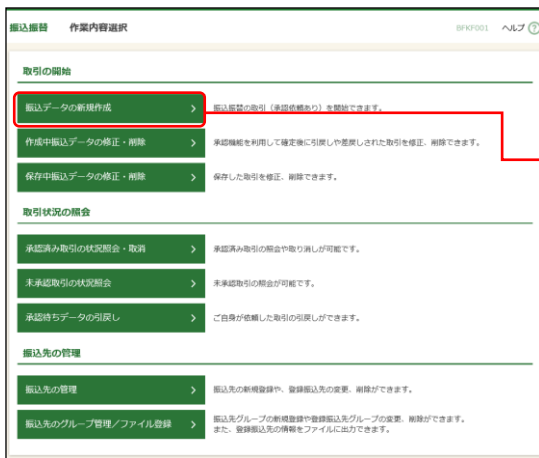 振込振替 作業内容選択 BFKF001 ヘルプ ?
取引の開始
振込データの新規作成 > 振込振替の取引（承認依頼あり）を開始できます。
作成中振込データの修正・削除 > 承認機能を利用して確定後に引戻しや差戻しされた取引を修正、削除できます。
保存中振込データの修正・削除 > 保存した取引を修正、削除できます。
取引状況の照会
承認済み取引の状況照会・取消 > 承認済み取引の照会や取り消しが可能です。
未承認取引の状況照会 > 未承認取引の照会が可能です。
承認待ちデータの引戻し > ご自身が依頼した取引の引戻しができます。
振込先の管理
振込先の管理 > 振込先の新規登録や、登録振込先の変更、削除ができます。
振込先のグループ管理／ファイル登録 > 振込先グループの新規登録や登録振込先グループの変更、削除ができます。
また、登録振込先の情報をファイルに出力できます。